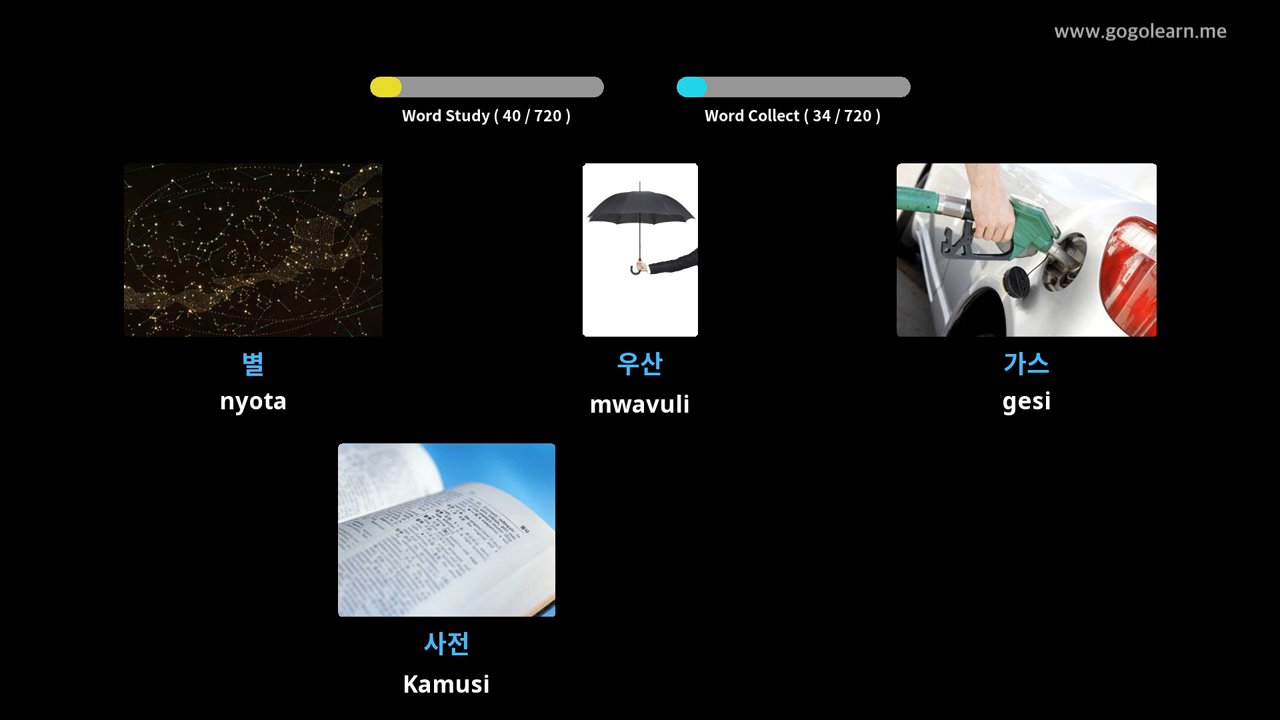 www.gogolearn.me
Word Study ( 40 / 720 )
Word Collect ( 34 / 720 )
별
nyota
우산
mwavuli
가스
gesi
사전
Kamusi